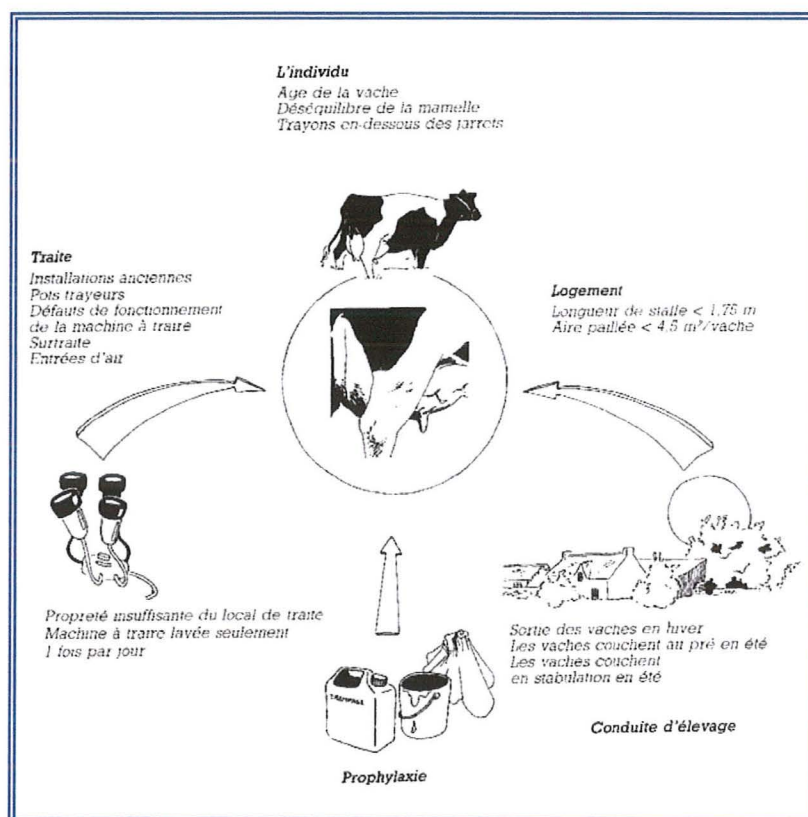 L'individu
Age de la vache
Déséquilibre de la mamelle
Trayons en-dessous des jarrets
Traite
Installations anciennes
Pots trayeurs
Défauts de fonctionnement
de la machine à traire
Surtraite
Entrées d'air
Logement
Longueur de stalle < 1,75 m
Aire paillée < 4,5 m²/vache
Propreté insuffisante du local de traite
Machine à traire lavée seulement
1 fois par jour
TREMPAGE
Sortie des vaches en hiver
Les vaches couchent au pré en été
Les vaches couchent
en stabulation en été
Conduite d'élevage
Prophylaxie